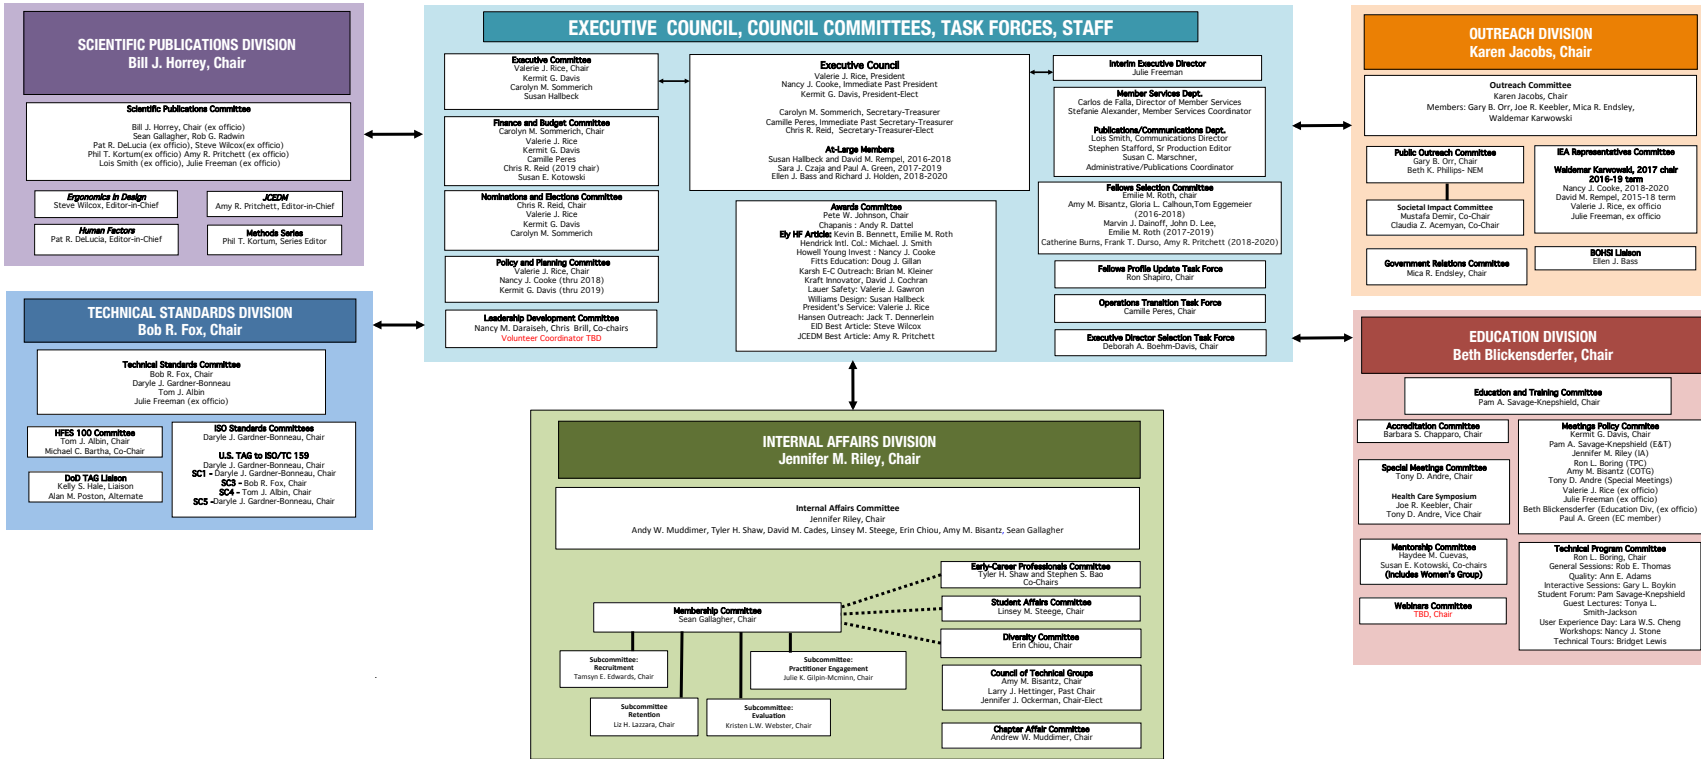 SCIENTIFIC PUBLICATIONS DIVISION
Bill J. Horrey, Chair
Scientific Publications Committee
Bill J. Horrey, Chair (ex officio)
Sean Gallagher, Rob G. Radwin
Pat R. DeLucia (ex officio), Steve Wilcox(ex officio)
Phil T. Kortum(ex officio) Amy R. Pritchett (ex officio)
Lois Smith (ex officio), Julie Freeman (ex officio)
Ergonomics in Design
Steve Wilcox, Editor-in-Chief
JCEDM
Amy R. Pritchett, Editor-in-Chief
Human Factors
Pat R. DeLucia, Editor-in-Chief
Methods Series
Phil T. Kortum, Series Editor
TECHNICAL STANDARDS DIVISION
Bob R. Fox, Chair
Technical Standards Committee
Bob R. Fox, Chair
Daryle J. Gardner-Bonneau
Tom J. Albin
Julie Freeman (ex officio)
HFES 100 Committee
Tom J. Albin, Chair
Michael C. Bartha, Co-Chair
DoD TAG Liaison
Kelly S. Hale, Liaison
Alan M. Poston, Alternate
ISO Standards Committees
Daryle J. Gardner-Bonneau, Chair
U.S. TAG to ISO/TC 159
Daryle J. Gardner-Bonneau, Chair
SC1 - Daryle J. Gardner-Bonneau, Chair
SC3 - Bob R. Fox, Chair
SC4 - Tom J. Albin, Chair
SC5 -Daryle J. Gardner-Bonneau, Chair
EXECUTIVE COUNCIL, COUNCIL COMMITTEES, TASK FORCES, STAFF
Executive Committee
Valerie J. Rice, Chair
Kermit G. Davis
Carolyn M. Sommerich
Susan Hallbeck
Finance and Budget Committee
Carolyn M. Sommerich, Chair
Valerie J. Rice
Kermit G. Davis
Camille Peres
Chris R. Reid (2019 chair)
Susan E. Kotowski
Nominations and Elections Committee
Chris R. Reid, Chair
Valerie J. Rice
Kermit G. Davis
Carolyn M. Sommerich
Policy and Planning Committee
Valerie J. Rice, Chair
Nancy J. Cooke (thru 2018)
Kermit G. Davis (thru 2019)
Leadership Development Committee
Nancy M. Daraiseh, Chris Brill, Co-chairs
Volunteer Coordinator TBD
Executive Council
Valerie J. Rice, President
Nancy J. Cooke, Immediate Past President
Kermit G. Davis, President-Elect
Carolyn M. Sommerich, Secretary-Treasurer
Camille Peres, Immediate Past Secretary-Treasurer
Chris R. Reid, Secretary-Treasurer-Elect
At-Large Members
Susan Hallbeck and David M. Rempel, 2016-2018
Sara J. Czaja and Paul A. Green, 2017-2019
Ellen J. Bass and Richard J. Holden, 2018-2020
Awards Committee
Pete W. Johnson, Chair
Chapanis : Andy R. Dattel
Ely HF Article: Kevin B. Bennett, Emilie M. Roth
Hendrick Intl. Col.: Michael. J. Smith
Howell Young Invest : Nancy J. Cooke
Fitts Education: Doug J. Gillan
Karsh E-C Outreach: Brian M. Kleiner
Kraft Innovator, David J. Cochran
Lauer Safety: Valerie J. Gawron
Williams Design: Susan Hallbeck
President's Service: Valerie J. Rice
Hansen Outreach: Jack T. Dennerlein
EID Best Article: Steve Wilcox
JCEDM Best Article: Amy R. Pritchett
Interim Executive Director
Julie Freeman
Member Services Dept.
Carlos de Falla, Director of Member Services
Stefanie Alexander, Member Services Coordinator
Publications/Communications Dept.
Lois Smith, Communications Director
Stephen Stafford, Sr Production Editor
Susan C. Marschner,
Administrative/Publications Coordinator
Fellows Selection Committee
Emilie M. Roth, chair
Amy M. Bisantz, Gloria L. Calhoun,Tom Eggemeier
(2016-2018)
Marvin J. Dainoff, John D. Lee,
Emilie M. Roth (2017-2019)
Catherine Burns, Frank T. Durso, Amy R. Pritchett (2018-2020)
Fellows Profile Update Task Force
Ron Shapiro, Chair
Operations Transition Task Force
Camille Peres, Chair
Executive Director Selection Task Force
Deborah A. Boehm-Davis, Chair
OUTREACH DIVISION
Karen Jacobs, Chair
Outreach Committee
Karen Jacobs, Chair
Members: Gary B. Orr, Joe R. Keebler, Mica R. Endsley,
Waldemar Karwowski
Public Outreach Committee
Gary B. Orr, Chair
Beth K. Phillips- NEM
Societal Impact Committee
Mustafa Demir, Co-Chair
Claudia Z. Acemyan, Co-Chair
Government Relations Committee
Mica R. Endsley, Chair
IEA Representatives Committee
Waldemar Karwowski, 2017 chair
2016-19 term
Nancy J. Cooke, 2018-2020
David M. Rempel, 2015-18 term
Valerie J. Rice, ex officio
Julie Freeman, ex officio
BOHSI Liaison
Ellen J. Bass
EDUCATION DIVISION
Beth Blickensderfer, Chair
Education and Training Committee
Pam A. Savage-Knepshield, Chair
Accreditation Committee
Barbara S. Chapparo, Chair
Special Meetings Committee
Tony D. Andre, Chair
Health Care Symposium
Joe R. Keebler, Chair
Tony D. Andre, Vice Chair
Mentorship Committee
Haydee M. Cuevas,
Susan E. Kotowski, Co-chairs
(includes Women's Group)
Webinars Committee
TBD, Chair
Meetings Policy Commitee
Kermit G. Davis, Chair
Pam A. Savage-Knepshield (E&T)
Jennifer M. Riley (IA)
Ron L. Boring (TPC)
Amy M. Bisantz (COTG)
Tony D. Andre (Special Meetings)
Valerie J. Rice (ex officio)
Julie Freeman (ex officio)
Beth Blickensderfer (Education Div, (ex officio)
Paul A. Green (EC member)
Technical Program Committee
Ron L. Boring, Chair
General Sessions: Rob E. Thomas
Quality: Ann E. Adams
Interactive Sessions: Gary L. Boykin
Student Forum: Pam Savage-Knepshield
Guest Lectures: Tonya L.
Smith-Jackson
User Experience Day: Lara W.S. Cheng
Workshops: Nancy J. Stone
Technical Tours: Bridget Lewis
INTERNAL AFFAIRS DIVISION
Jennifer M. Riley, Chair
Internal Affairs Committee
Jennifer Riley, Chair
Andy W. Muddimer, Tyler H. Shaw, David M. Cades, Linsey M. Steege, Erin Chiou, Amy M. Bisantz, Sean Gallagher
Membership Committee
Sean Gallagher, Chair
Subcommittee:
Recruitment
Tamsyn E. Edwards, Chair
Subcommittee
Retention
Liz H. Lazzara, Chair
Subcommittee:
Evaluation
Kristen L.W. Webster, Chair
Subcommittee:
Practitioner Engagement
Julie K. Gilpin-Mcminn, Chair
Early-Career Professionals Committee
Tyler H. Shaw and Stephen S. Bao
Co-Chairs
Student Affairs Committee
Linsey M. Steege, Chair
Diversity Committee
Erin Chiou, Chair
Council of Technical Groups
Amy M. Bisantz, Chair
Larry J. Hettinger, Past Chair
Jennifer J. Ockerman, Chair-Elect
Chapter Affair Committee
Andrew W. Muddimer, Chair